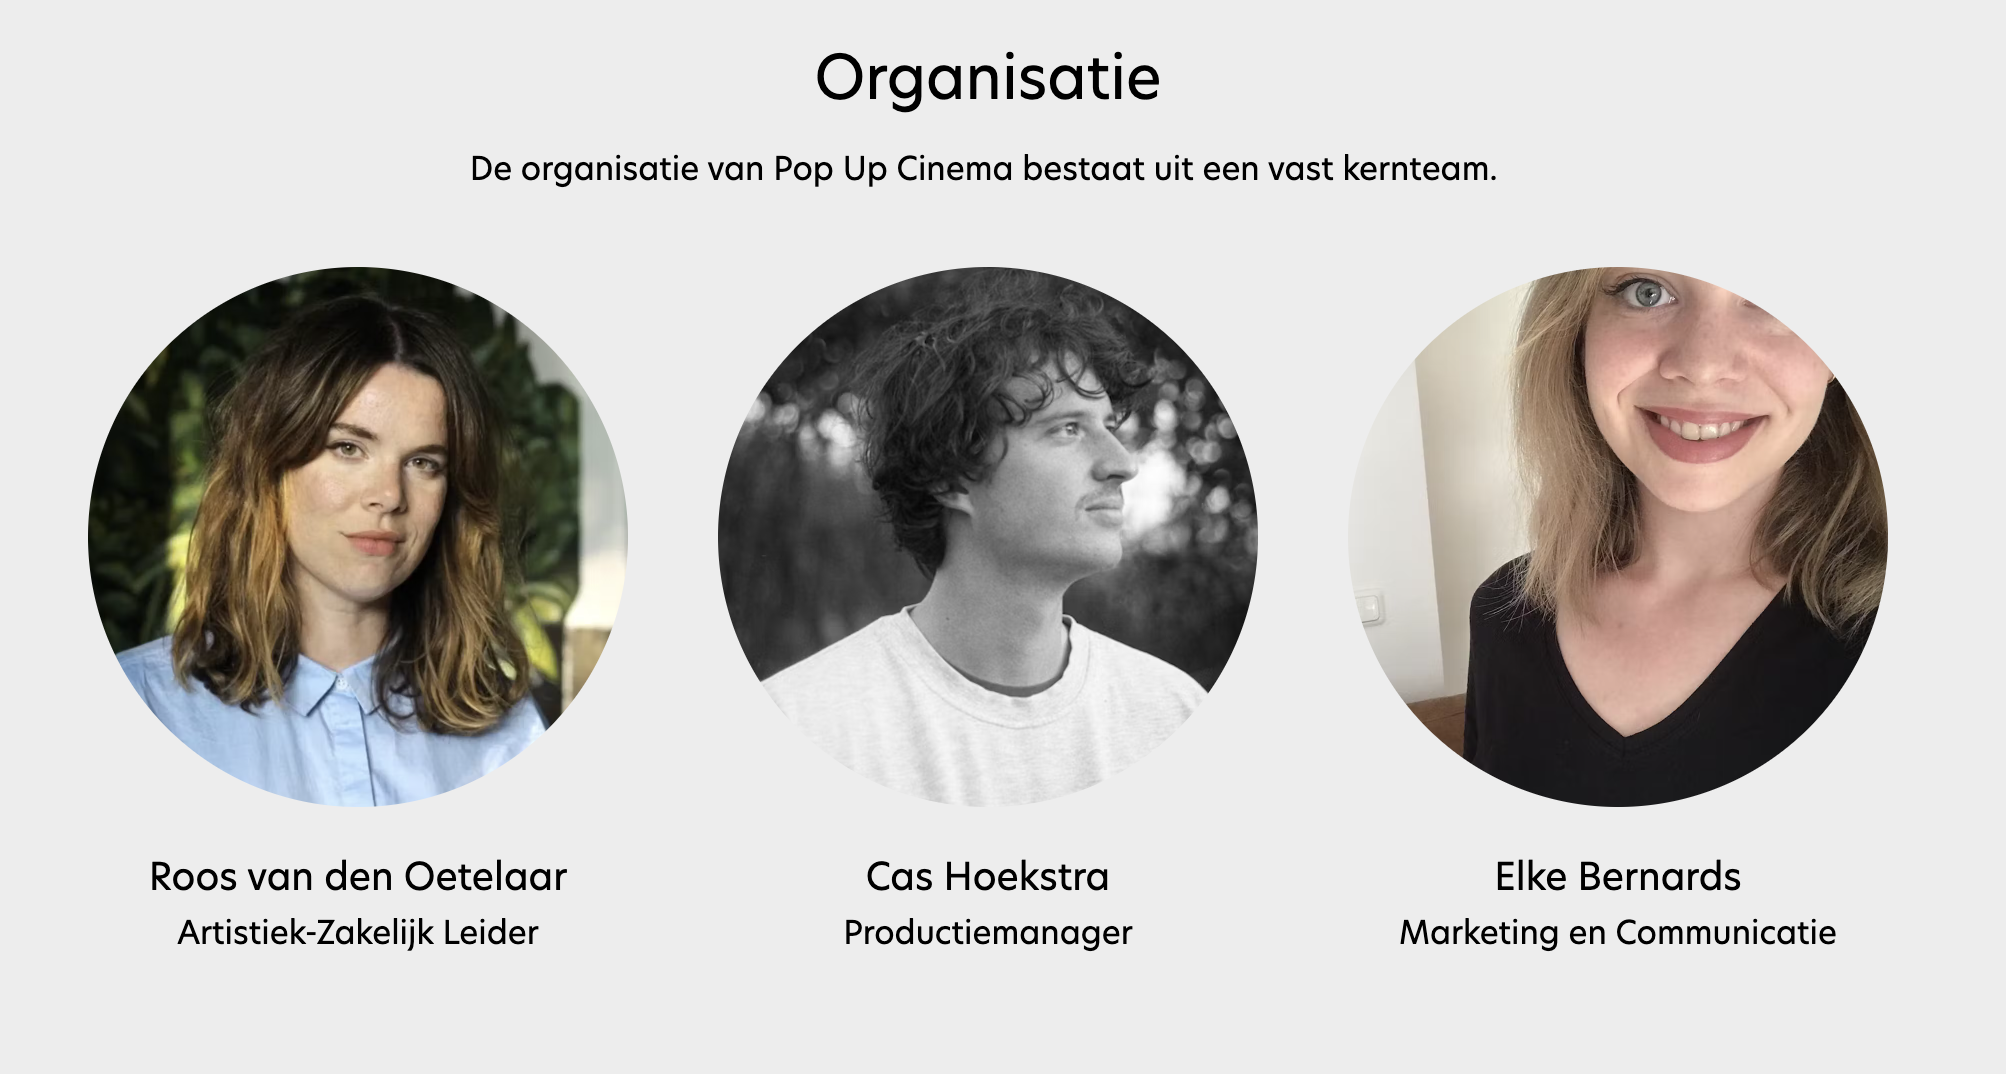 Organisatie
De organisatie van Pop Up Cinema bestaat uit een vast kernteam.
Roos van den Oetelaar
Artistiek-Zakelijk Leider
Cas Hoekstra
Productiemanager
Elke Bernards
Marketing en Communicatie